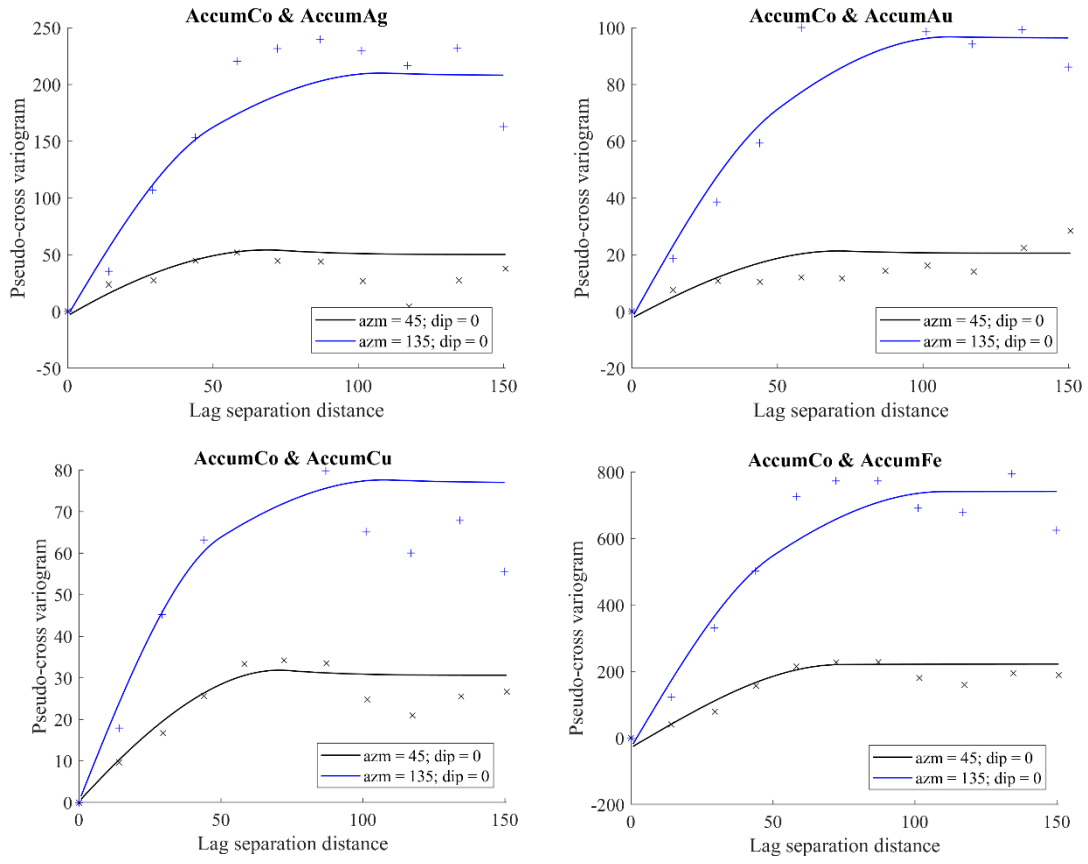 AccumCo & AccumAg
250
200
150
100
50
0
-50
Pseudo-cross variogram
0 50 100 150
Lag separation distance
azm = 45; dip = 0
azm = 135; dip = 0
AccumCo & AccumAu
100
80
60
40
20
0
-20
Pseudo-cross variogram
0 50 100 150
Lag separation distance
azm = 45; dip = 0
azm = 135; dip = 0
AccumCo & AccumCu
80
70
60
50
40
30
20
10
0
Pseudo-cross variogram
0 50 100 150
Lag separation distance
azm = 45; dip = 0
azm = 135; dip = 0
AccumCo & AccumFe
800
600
400
200
0
-200
Pseudo-cross variogram
0 50 100 150
Lag separation distance
azm = 45; dip = 0
azm = 135; dip = 0